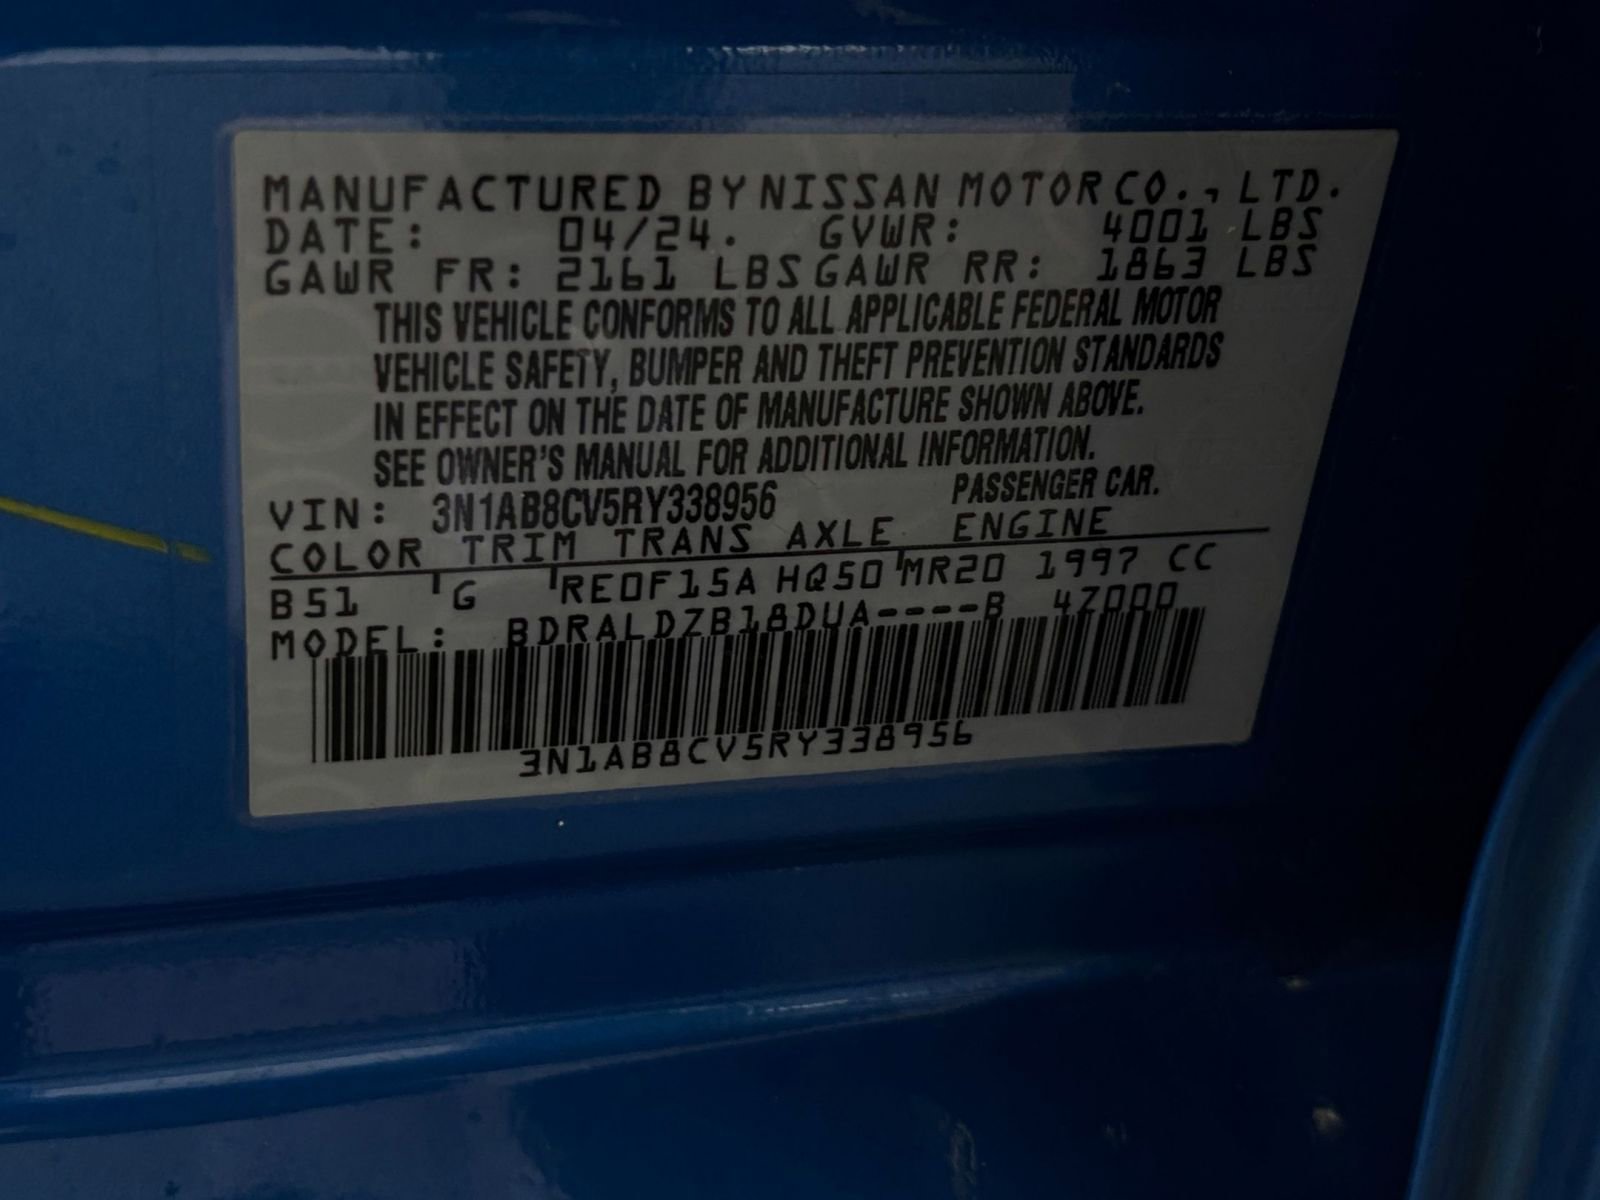 MANUFACTURED BY NISSAN MOTOR CO., LTD.
DATE: 04/24. GVWR: 4001 LBS
GAWR FR: 2161 LBS GAWR RR: 1863 LBS
THIS VEHICLE CONFORMS TO ALL APPLICABLE FEDERAL MOTOR
VEHICLE SAFETY, BUMPER AND THEFT PREVENTION STANDARDS
IN EFFECT ON THE DATE OF MANUFACTURE SHOWN ABOVE.
SEE OWNER'S MANUAL FOR ADDITIONAL INFORMATION.
VIN: 3N1AB8CV5RY338956 PASSENGER CAR.
COLOR TRIM TRANS AXLE ENGINE
B51 G RE0F15A HQ50 MR20 1997 CC
MODEL: BDRALDZB18DUA----B 4Z000
3N1AB8CV5RY338956